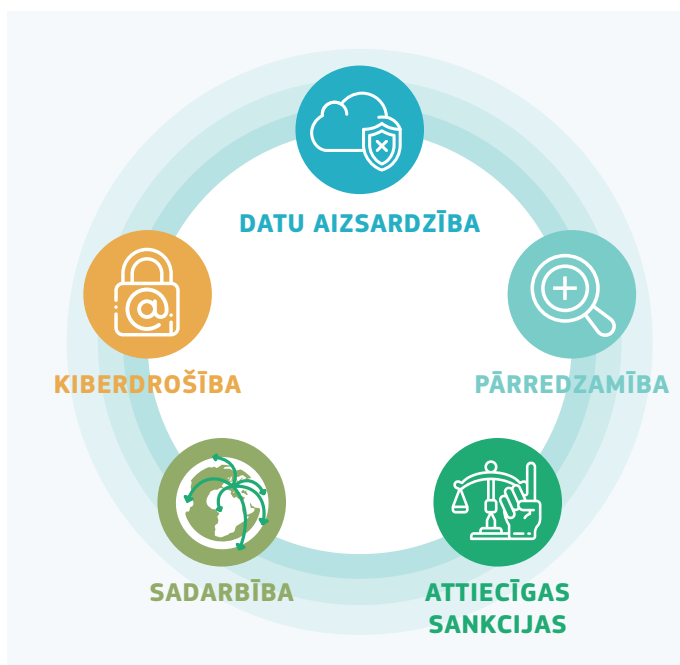 DATU AIZSARDZĪBA
KIBERDROŠĪBA
PĀRREDZAMĪBA
SADARBĪBA
ATTIECĪGAS
SANKCIJAS